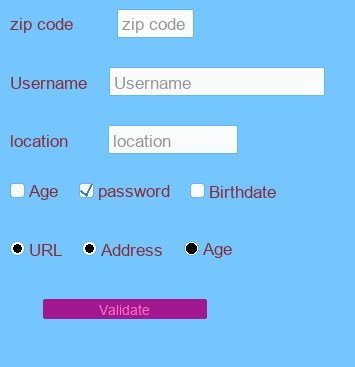 zip code zip code
Username Username
location location
Age password Birthdate
URL Address Age
Validate